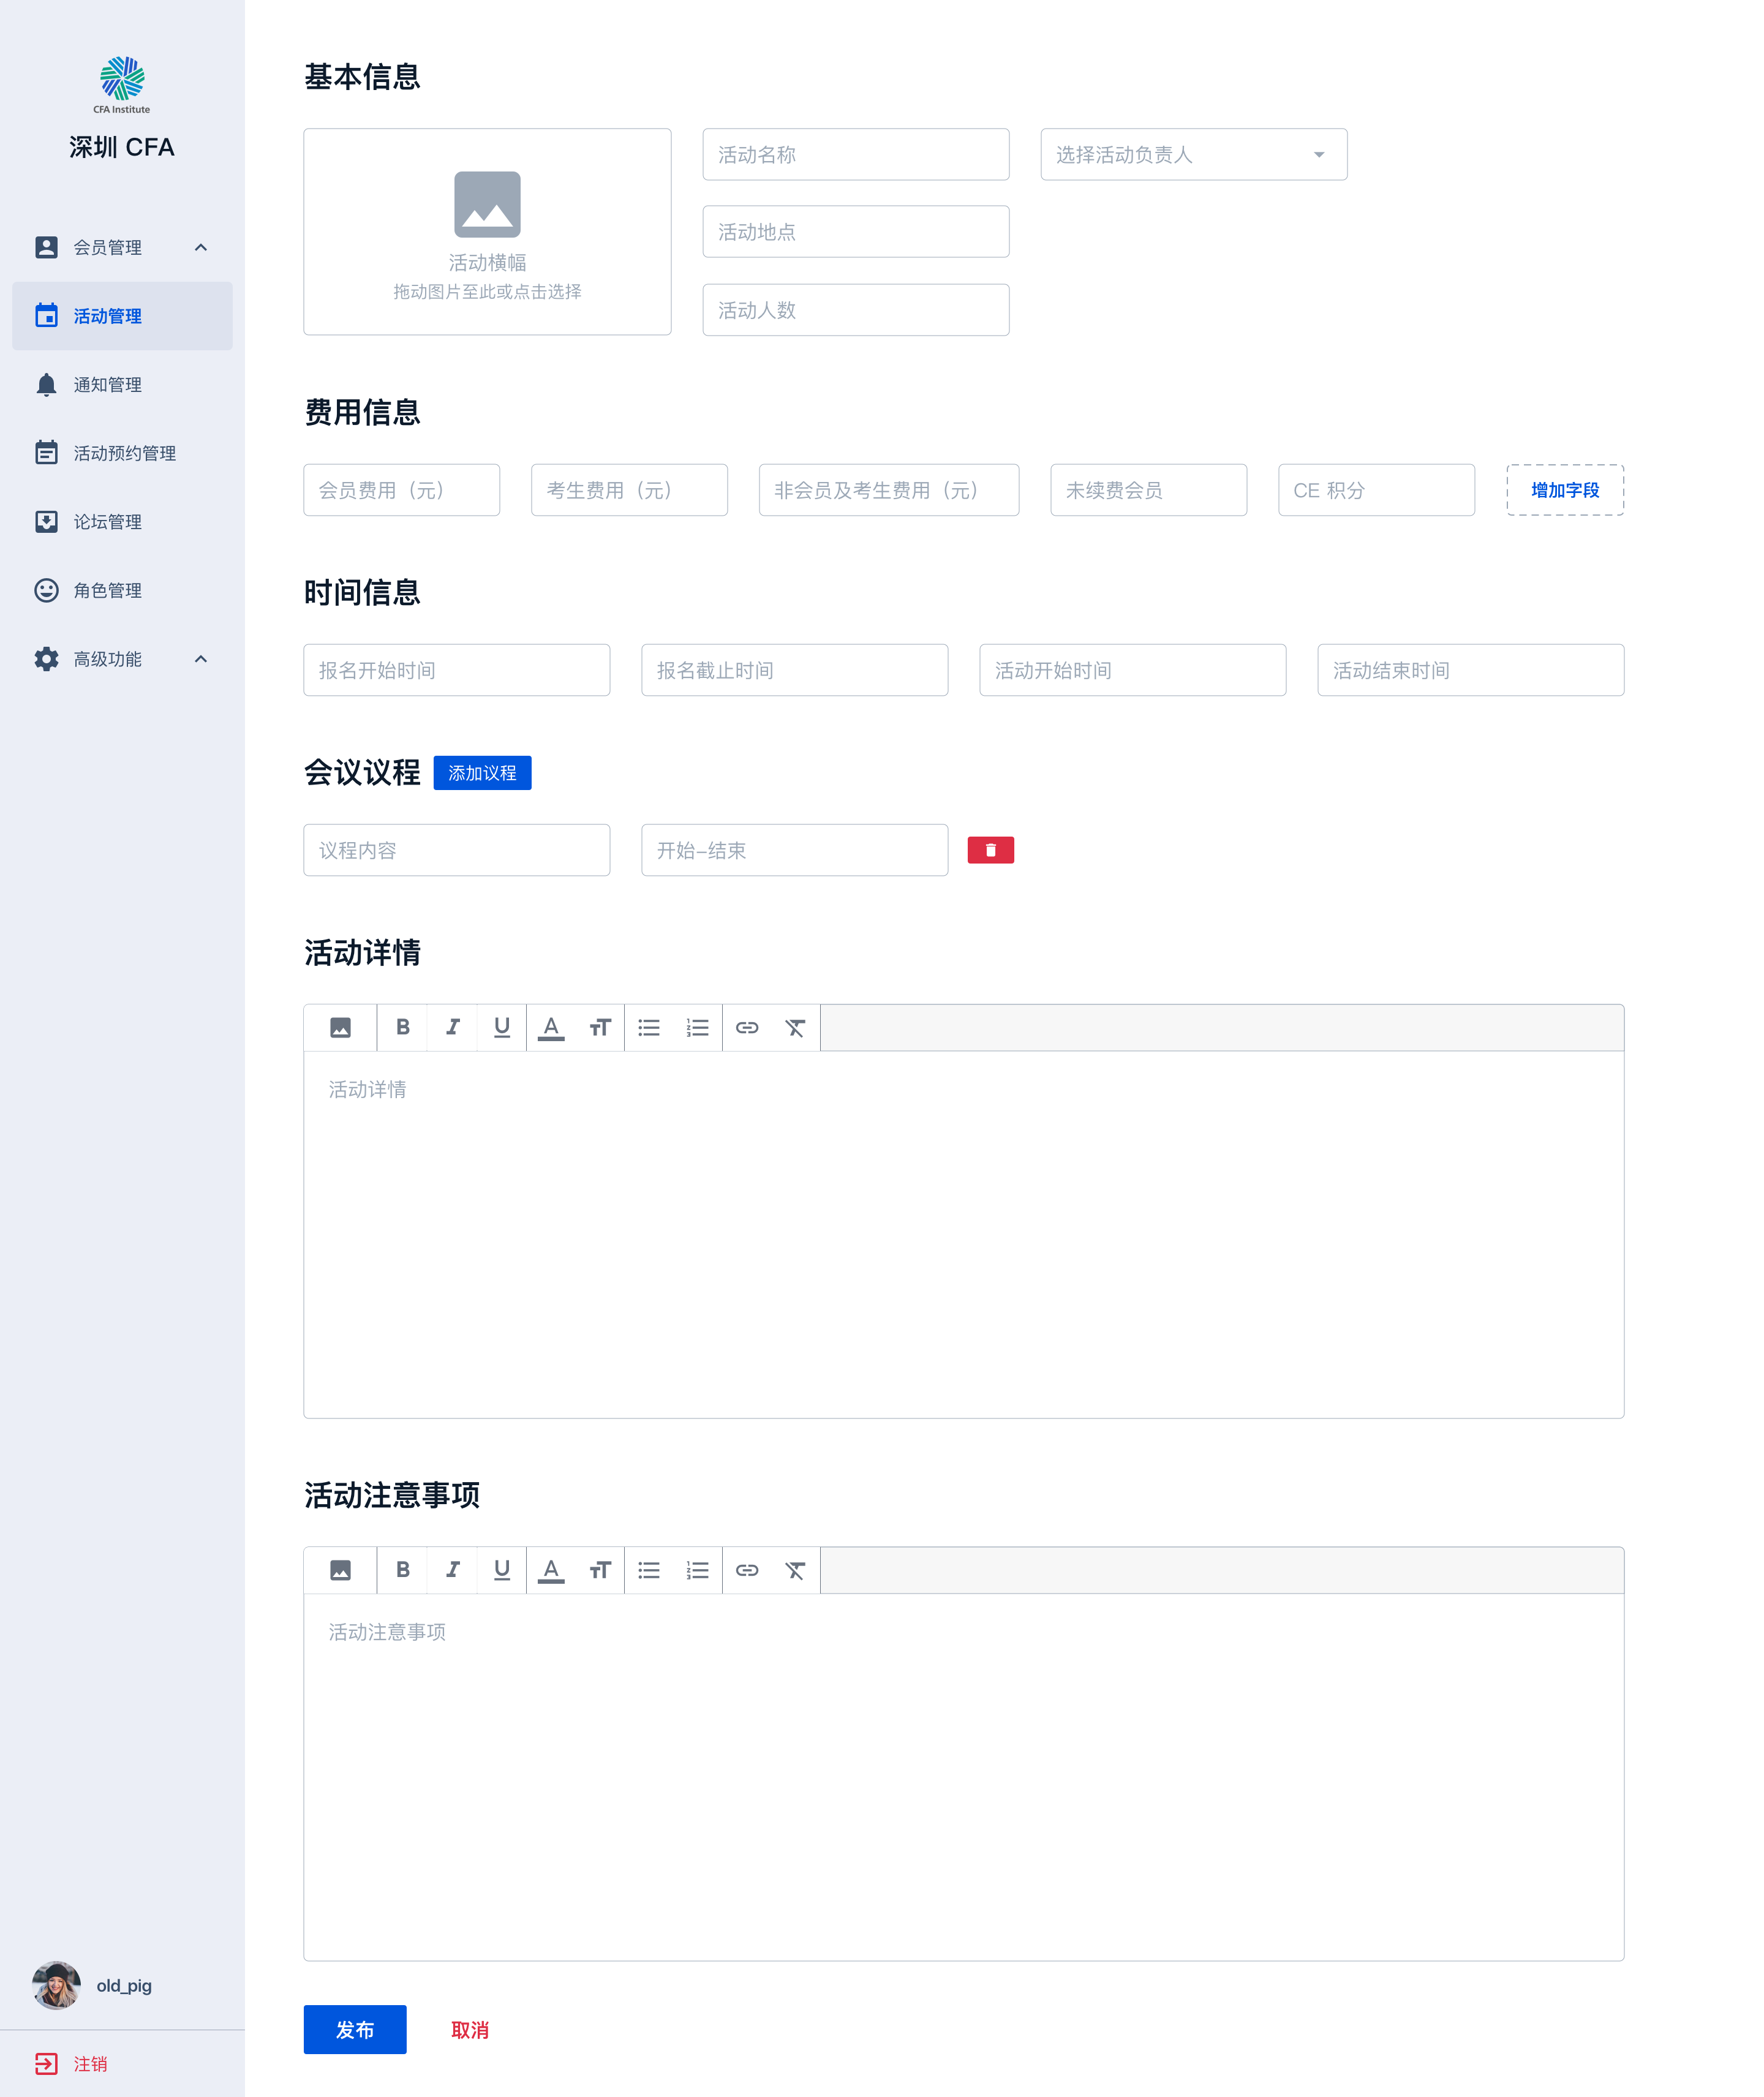 CFA Institute
深圳 CFA
会员管理
活动管理
通知管理
活动预约管理
论坛管理
角色管理
高级功能
old_pig
注销
基本信息
活动横幅
拖动图片至此或点击选择
活动名称
选择活动负责人
活动地点
活动人数
费用信息
会员费用（元）
考生费用（元）
非会员及考生费用（元）
未续费会员
CE 积分
增加字段
时间信息
报名开始时间
报名截止时间
活动开始时间
活动结束时间
会议议程
添加议程
议程内容
开始–结束
活动详情
B I U A TT
活动详情
活动注意事项
B I U A TT
活动注意事项
发布
取消